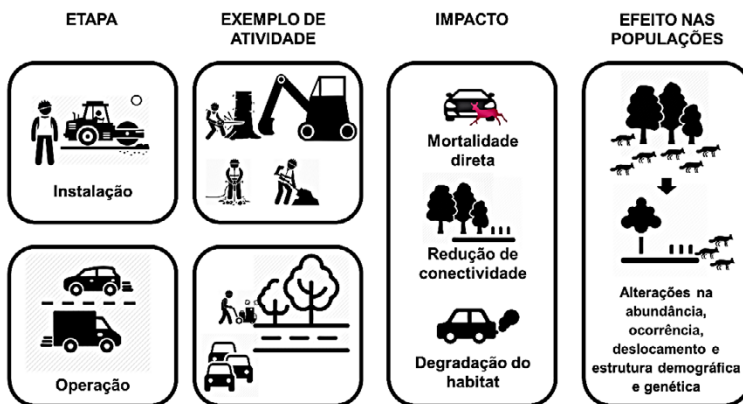 ETAPA
EXEMPLO DE
ATIVIDADE
IMPACTO
EFEITO NAS
POPULAÇÕES
Instalação
Operação
Mortalidade
direta
Redução de
conectividade
Degradação do
habitat
Alterações na
abundância,
ocorrência,
deslocamento e
estrutura demográfica
e genética